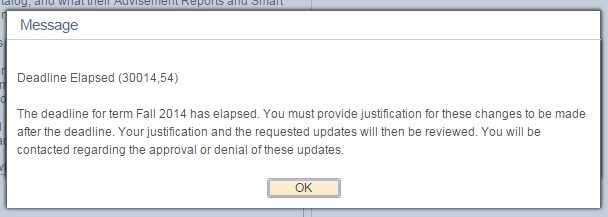 talog, and what their Advisement Reports and Smart
Message
Deadline Elapsed (30014,54)
The deadline for term Fall 2014 has elapsed. You must provide justification for these changes to be made
after the deadline. Your justification and the requested updates will then be reviewed. You will be
contacted regarding the approval or denial of these updates.
OK